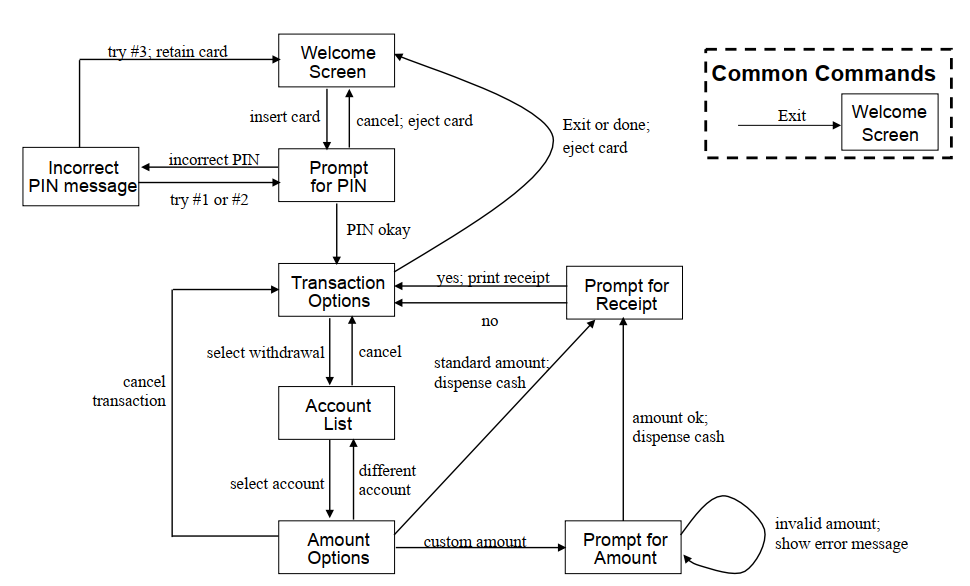 try #3; retain card
Welcome
Screen
Common Commands
Exit
Welcome
Screen
insert card
cancel; eject card
Exit or done;
eject card
Incorrect
PIN message
incorrect PIN
try #1 or #2
Prompt
for PIN
PIN okay
Transaction
Options
yes; print receipt
no
Prompt for
Receipt
select withdrawal
cancel
standard amount;
dispense cash
cancel
transaction
Account
List
amount ok;
dispense cash
select account
different
account
Amount
Options
custom amount
Prompt for
Amount
invalid amount;
show error message